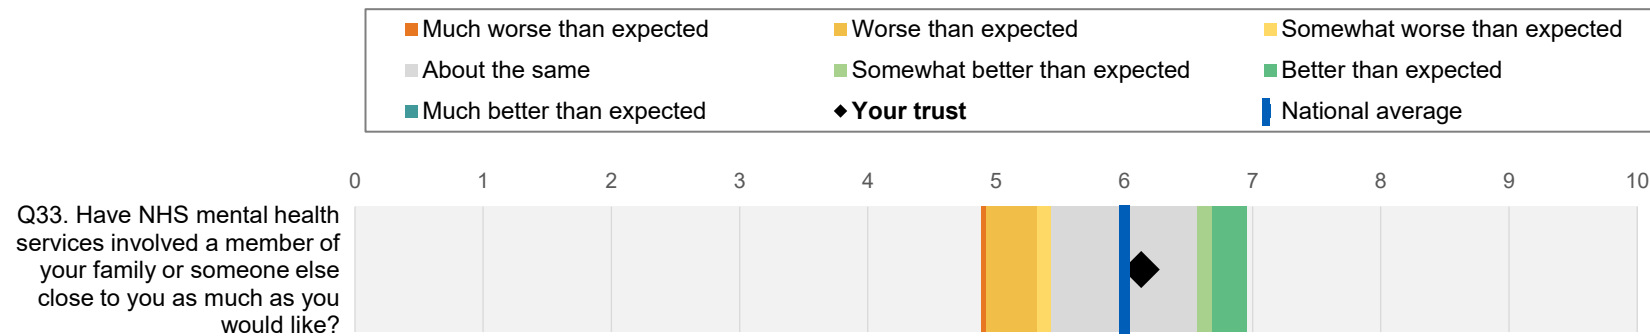 Much worse than expected
Worse than expected
Somewhat worse than expected
About the same
Somewhat better than expected
Better than expected
Much better than expected
Your trust
National average
0 1 2 3 4 5 6 7 8 9 10
Q33. Have NHS mental health
services involved a member of
your family or someone else
close to you as much as you
would like?